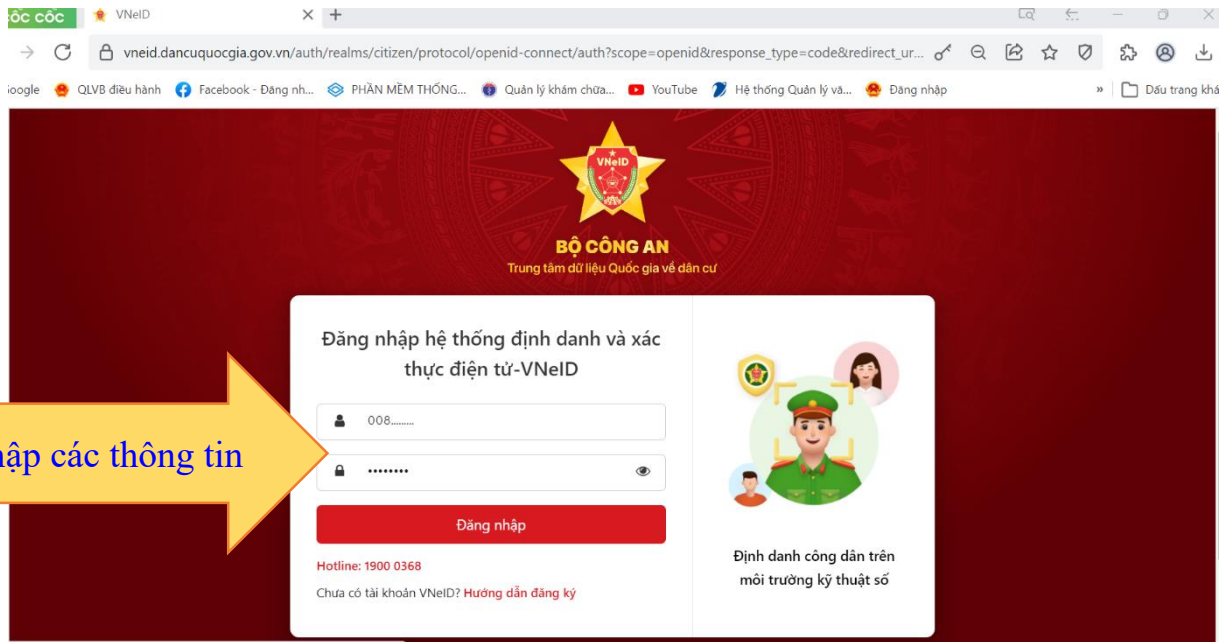 cốc cốc
VNeID
vneid.dancuquocgia.gov.vn/auth/realms/citizen/protocol/openid-connect/auth?scope=openid&response_type=code&redirect_ur...
QLVB điều hành
Facebook - Đăng nh...
PHẦN MỀM THỐNG...
Quản lý khám chữa...
YouTube
Hệ thống Quản lý vă...
Đăng nhập
»
Dấu trang
VNeID
BỘ CÔNG AN
Trung tâm dữ liệu Quốc gia về dân cư
Đăng nhập hệ thống định danh và xác
thực điện tử-VNeID
008.........
các thông tin
••••••••
Đăng nhập
Hotline: 1900 0368
Chưa có tài khoản VNeID? Hướng dẫn đăng ký
Định danh công dân trên
môi trường kỹ thuật số